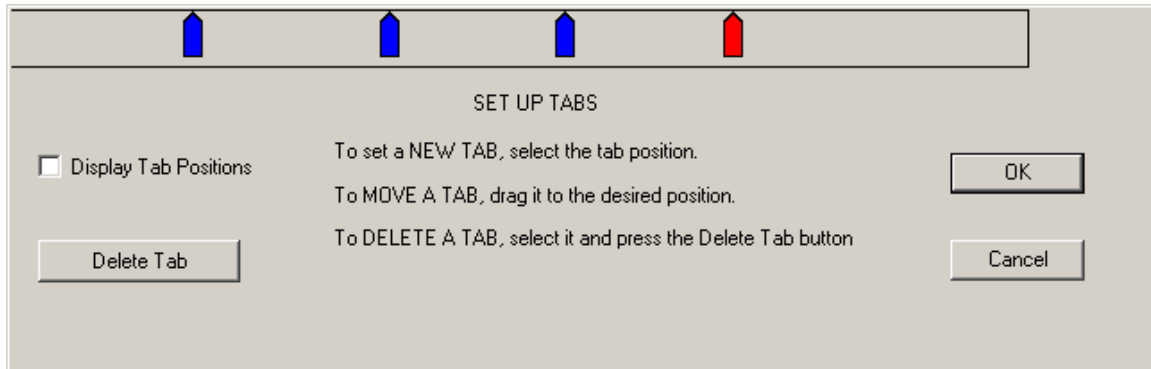 SET UP TABS
Display Tab Positions
To set a NEW TAB, select the tab position.
To MOVE A TAB, drag it to the desired position.
To DELETE A TAB, select it and press the Delete Tab button
Delete Tab
OK
Cancel